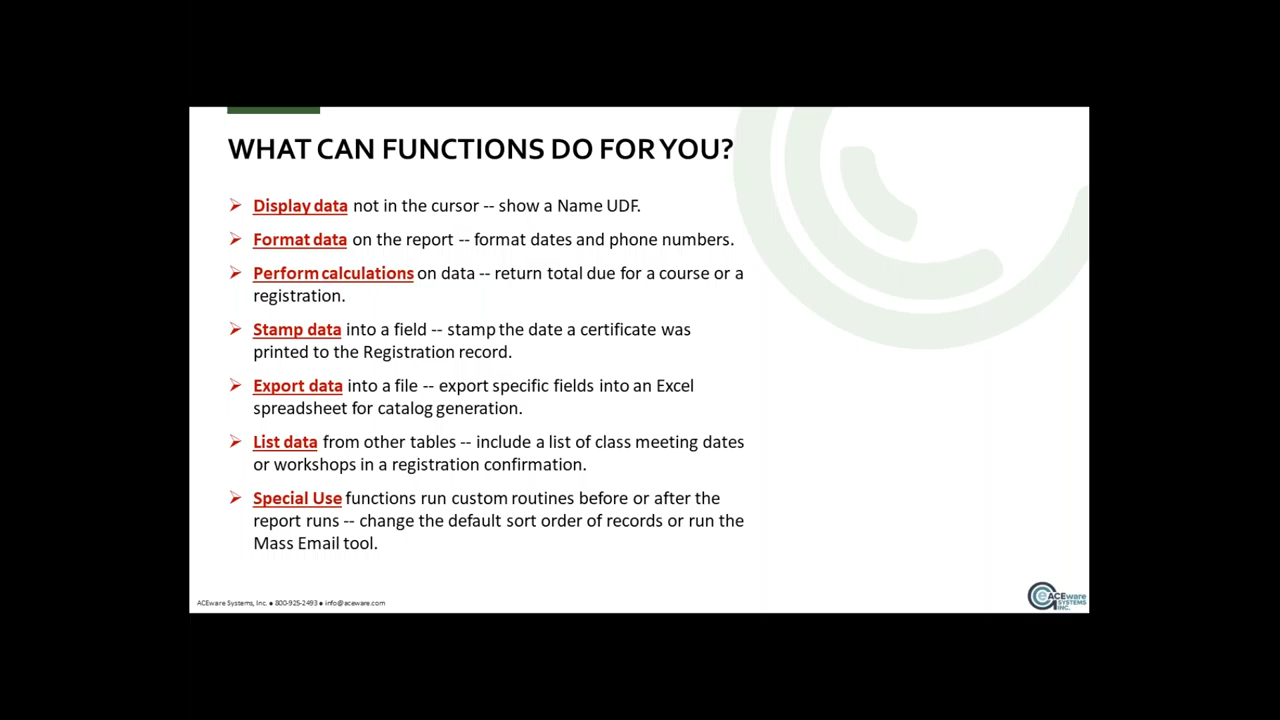 WHAT CAN FUNCTIONS DO FOR YOU?
Display data not in the cursor -- show a Name UDF.
Format data on the report -- format dates and phone numbers.
Perform calculations on data -- return total due for a course or a
registration.
Stamp data into a field -- stamp the date a certificate was
printed to the Registration record.
Export data into a file -- export specific fields into an Excel
spreadsheet for catalog generation.
List data from other tables -- include a list of class meeting dates
or workshops in a registration confirmation.
Special Use functions run custom routines before or after the
report runs -- change the default sort order of records or run the
Mass Email tool.
ACEware Systems, Inc. ● 800-925-2493 ● info@aceware.com
ACEware
SYSTEMS
INC.